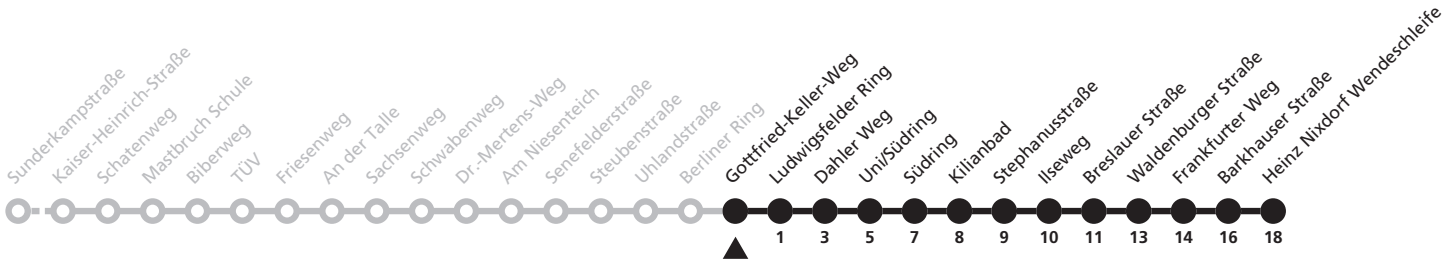 Sunderkampstraße
Kaiser-Heinrich-Straße
Schatenweg
Mastbruch Schule
Biberweg
TÜV
Friesenweg
An der Talle
Sachsenweg
Schwabenweg
Dr.-Mertens-Weg
Am Niesenteich
Senefelderstraße
Steubenstraße
Uhlandstraße
Berliner Ring
Gottfried-Keller-Weg
Ludwigsfelder Ring
Dahler Weg
Uni/Südring
Südring
Kilianbad
Stephanusstraße
Ilseweg
Breslauer Straße
Waldenburger Straße
Frankfurter Weg
Barkhauser Straße
Heinz Nixdorf Wendeschleife
1 3 5 7 8 9 10 11 13 14 16 18